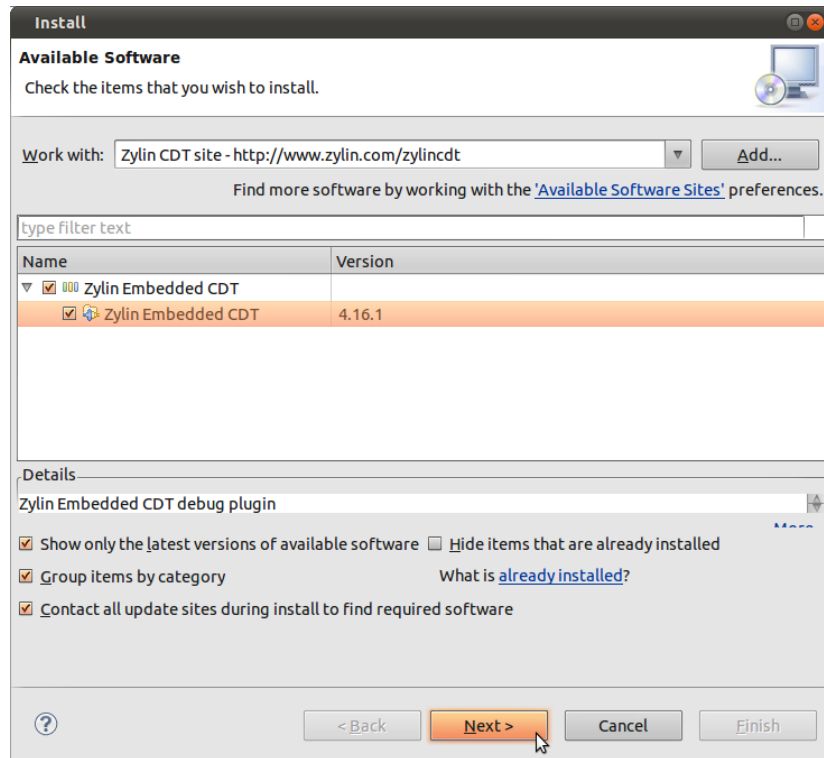 Install
Available Software
Check the items that you wish to install.
Work with: Zylin CDT site - http://www.zylin.com/zylincdt Add...
Find more software by working with the 'Available Software Sites' preferences.
type filter text
Name Version
Zylin Embedded CDT
Zylin Embedded CDT 4.16.1
Details
Zylin Embedded CDT debug plugin
More
Show only the latest versions of available software Hide items that are already installed
Group items by category What is already installed?
Contact all update sites during install to find required software
? < Back Next > Cancel Finish